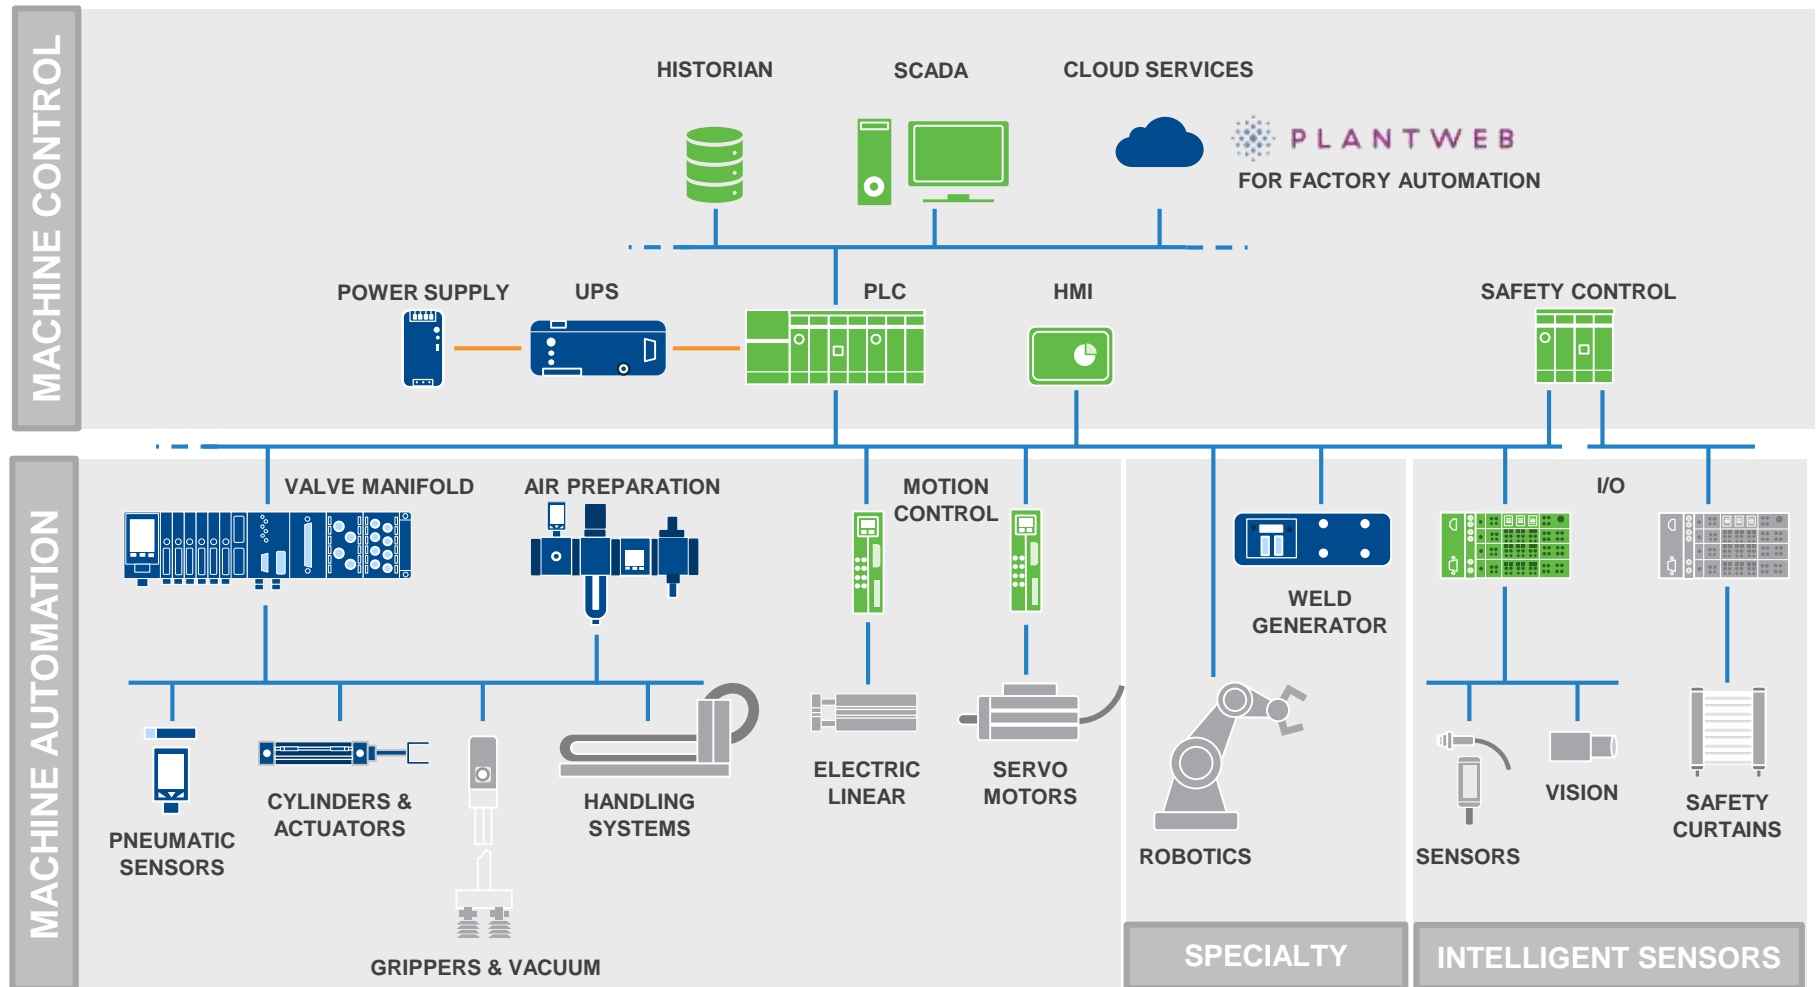 MACHINE CONTROL
HISTORIAN
SCADA
CLOUD SERVICES
PLANTWEB
FOR FACTORY AUTOMATION
POWER SUPPLY
UPS
PLC
HMI
SAFETY CONTROL
MACHINE AUTOMATION
VALVE MANIFOLD
AIR PREPARATION
MOTION
CONTROL
I/O
WELD
GENERATOR
PNEUMATIC
SENSORS
CYLINDERS &
ACTUATORS
GRIPPERS & VACUUM
HANDLING
SYSTEMS
ELECTRIC
LINEAR
SERVO
MOTORS
ROBOTICS
SENSORS
VISION
SAFETY
CURTAINS
SPECIALTY
INTELLIGENT SENSORS